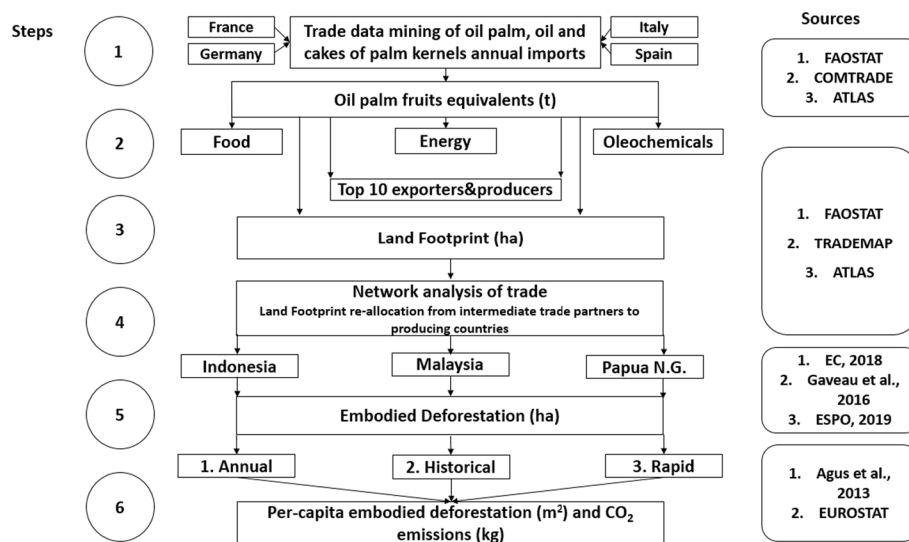 Steps
Sources
1
France
Germany
Trade data mining of oil palm, oil and
cakes of palm kernels annual imports
Italy
Spain
1. FAOSTAT
2. COMTRADE
3. ATLAS
Oil palm fruits equivalents (t)
2
Food
Energy
Oleochemicals
Top 10 exporters&producers
1. FAOSTAT
2. TRADEMAP
3. ATLAS
3
Land Footprint (ha)
4
Network analysis of trade
Land Footprint re-allocation from intermediate trade partners to
producing countries
Indonesia
Malaysia
Papua N.G.
1. EC, 2018
2. Gaveau et al.,
2016
3. ESPO, 2019
5
Embodied Deforestation (ha)
1. Annual
2. Historical
3. Rapid
1. Agus et al.,
2013
2. EUROSTAT
6
Per-capita embodied deforestation (m²) and CO₂
emissions (kg)